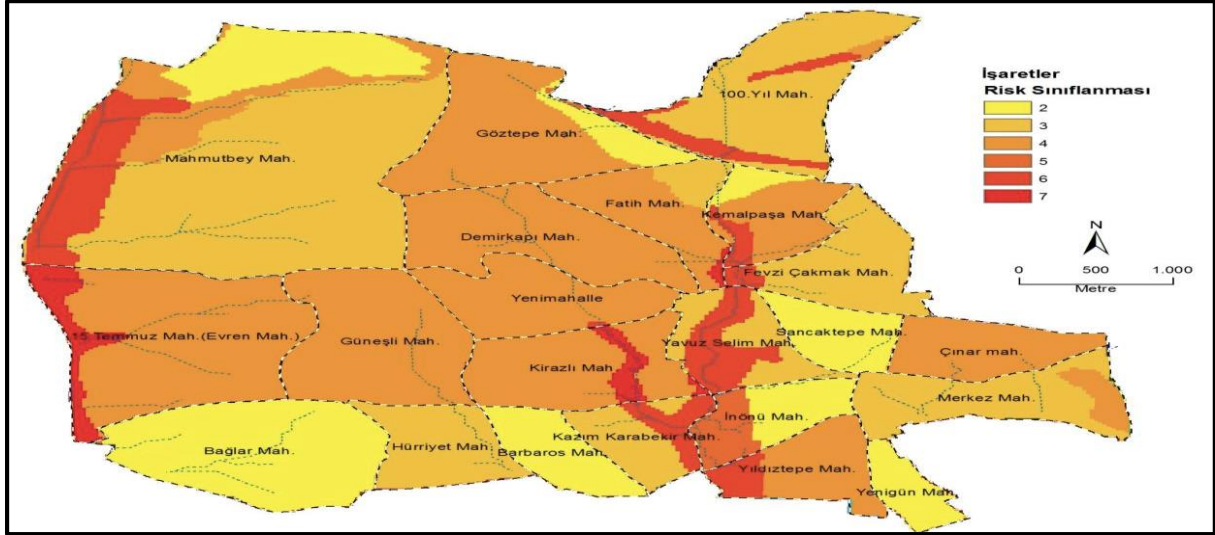 İşaretler
Risk Sınıflanması
2
3
4
5
6
7
N
0 500 1.000
Metre
100.Yıl Mah.
Göztepe Mah.
Mahmutbey Mah.
Fatih Mah.
Kemalpaşa Mah.
Demirkapı Mah.
Fevzi Çakmak Mah.
Yenimahalle
15 Temmuz Mah.(Evren Mah.)
Güneşli Mah.
Yavuz Selim Mah.
Sancaktepe Mah.
Çınar mah.
Kirazlı Mah.
Merkez Mah.
İnönü Mah.
Bağlar Mah.
Hürriyet Mah.
Barbaros Mah.
Kazım Karabekir Mah.
Yıldıztepe Mah.
Yenigün Mah.